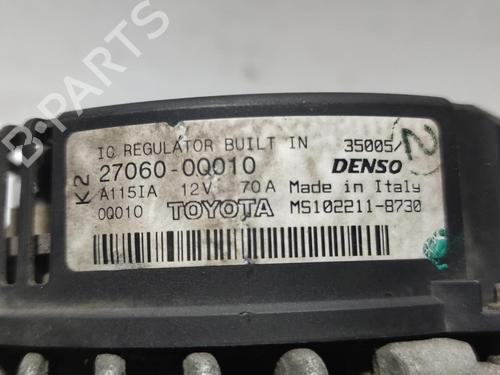 IC REGULATOR BUILT IN 35005/
K2 27060-0Q010 DENSO
A115IA 12V 70A Made in Italy
0Q010 TOYOTA MS102211-8730
2
B-PARTS